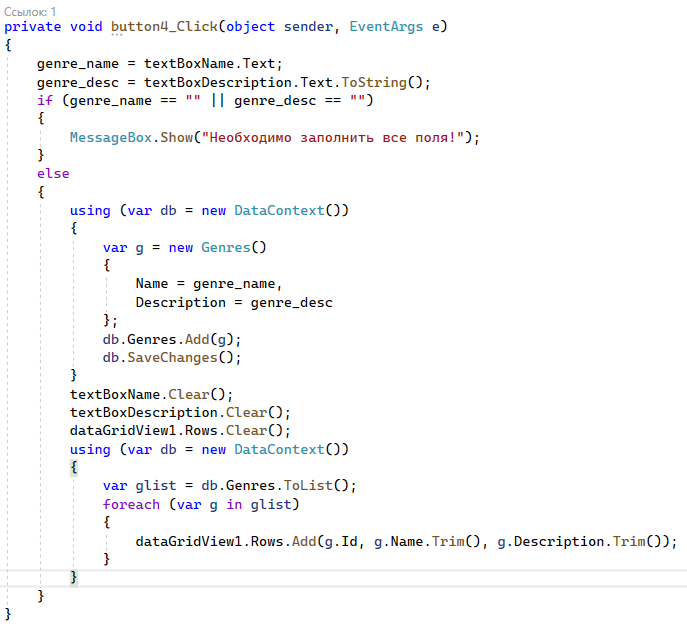 Ссылок: 1
private void button4_Click(object sender, EventArgs e)
{
    genre_name = textBoxName.Text;
    genre_desc = textBoxDescription.Text.ToString();
    if (genre_name == "" || genre_desc == "")
    {
        MessageBox.Show("Необходимо заполнить все поля!");
    }
    else
    {
        using (var db = new DataContext())
        {
            var g = new Genres()
            {
                Name = genre_name,
                Description = genre_desc
            };
            db.Genres.Add(g);
            db.SaveChanges();
        }
        textBoxName.Clear();
        textBoxDescription.Clear();
        dataGridView1.Rows.Clear();
        using (var db = new DataContext())
        {
            var glist = db.Genres.ToList();
            foreach (var g in glist)
            {
                dataGridView1.Rows.Add(g.Id, g.Name.Trim(), g.Description.Trim());
            }
        }
    }
}